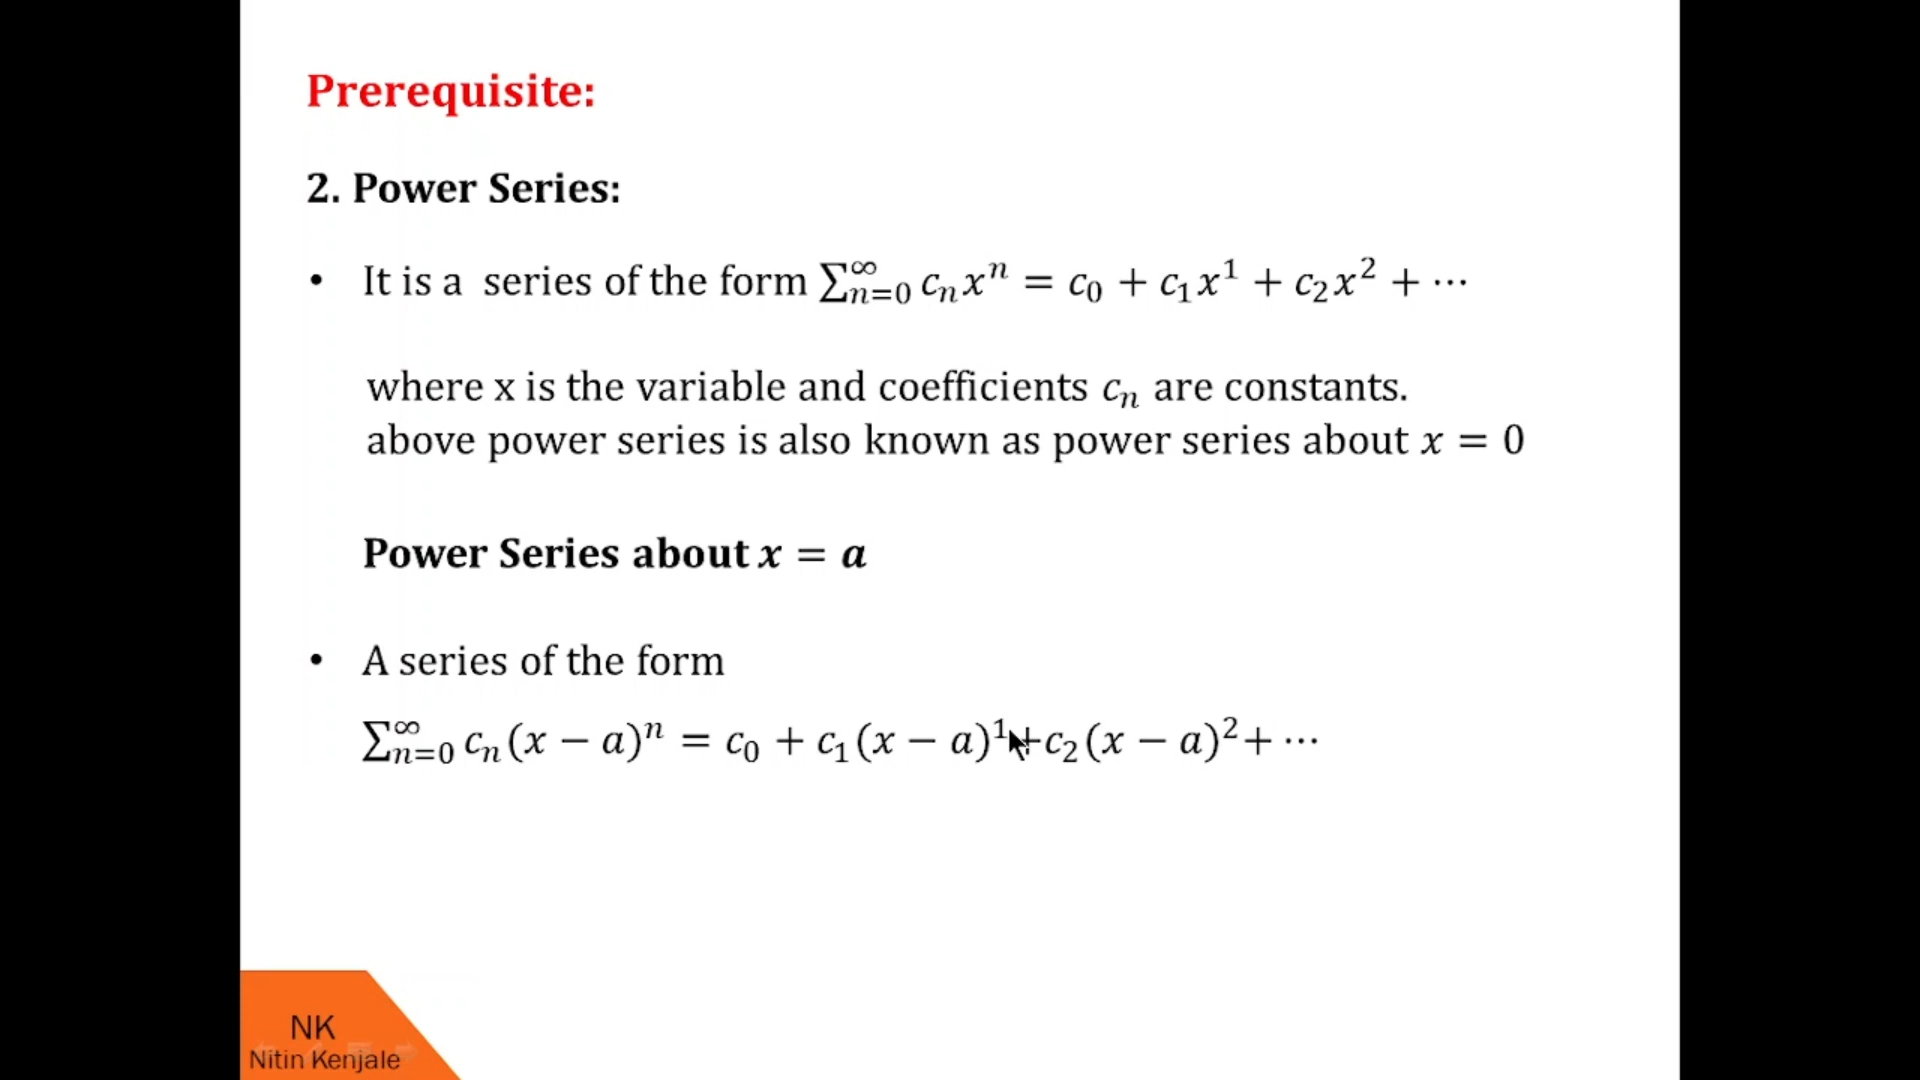 Prerequisite:
2. Power Series:
• It is a series of the form ∑_{n=0}^{∞} cₙxⁿ = c₀ + c₁x¹ + c₂x² + ⋯
where x is the variable and coefficients cₙ are constants.
above power series is also known as power series about x = 0
Power Series about x = a
• A series of the form
∑_{n=0}^{∞} cₙ(x − a)ⁿ = c₀ + c₁(x − a)¹+c₂(x − a)²+ ⋯
NK
Nitin Kenjale